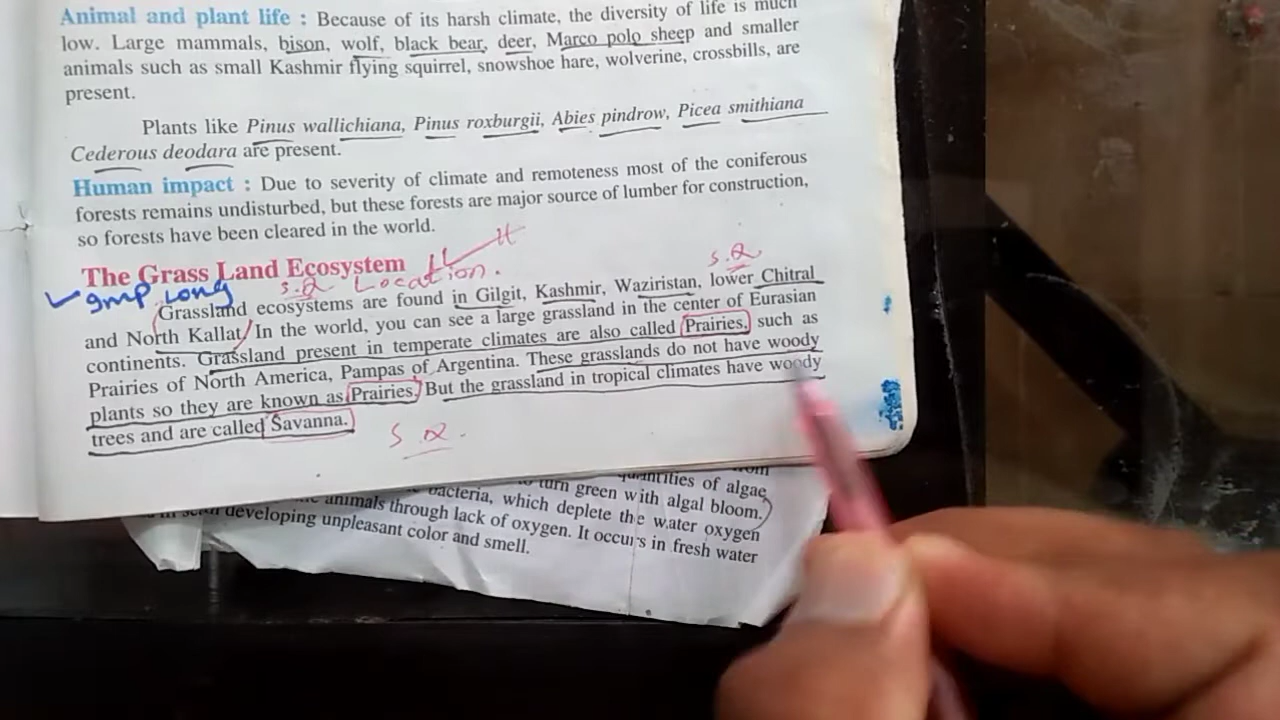 Animal and plant life : Because of its harsh climate, the diversity of life is much
low. Large mammals, bison, wolf, black bear, deer, Marco polo sheep and smaller
animals such as small Kashmir flying squirrel, snowshoe hare, wolverine, crossbills, are
present.
Plants like Pinus wallichiana, Pinus roxburgii, Abies pindrow, Picea smithiana
Cederous deodara are present.
Human impact : Due to severity of climate and remoteness most of the coniferous
forests remains undisturbed, but these forests are major source of lumber for construction,
so forests have been cleared in the world.
The Grass Land Ecosystem
Imp Long
S.Q Location.
S.Q
Grassland ecosystems are found in Gilgit, Kashmir, Waziristan, lower Chitral
and North Kallat. In the world, you can see a large grassland in the center of Eurasian
continents. Grassland present in temperate climates are also called Prairies, such as
Prairies of North America, Pampas of Argentina. These grasslands do not have woody
plants so they are known as Prairies. But the grassland in tropical climates have woody
trees and are called Savanna.
S.Q.
quantities of algae
turn green with algal bloom.
bacteria, which deplete the water oxygen
animals through lack of oxygen. It occurs in fresh water
developing unpleasant color and smell.